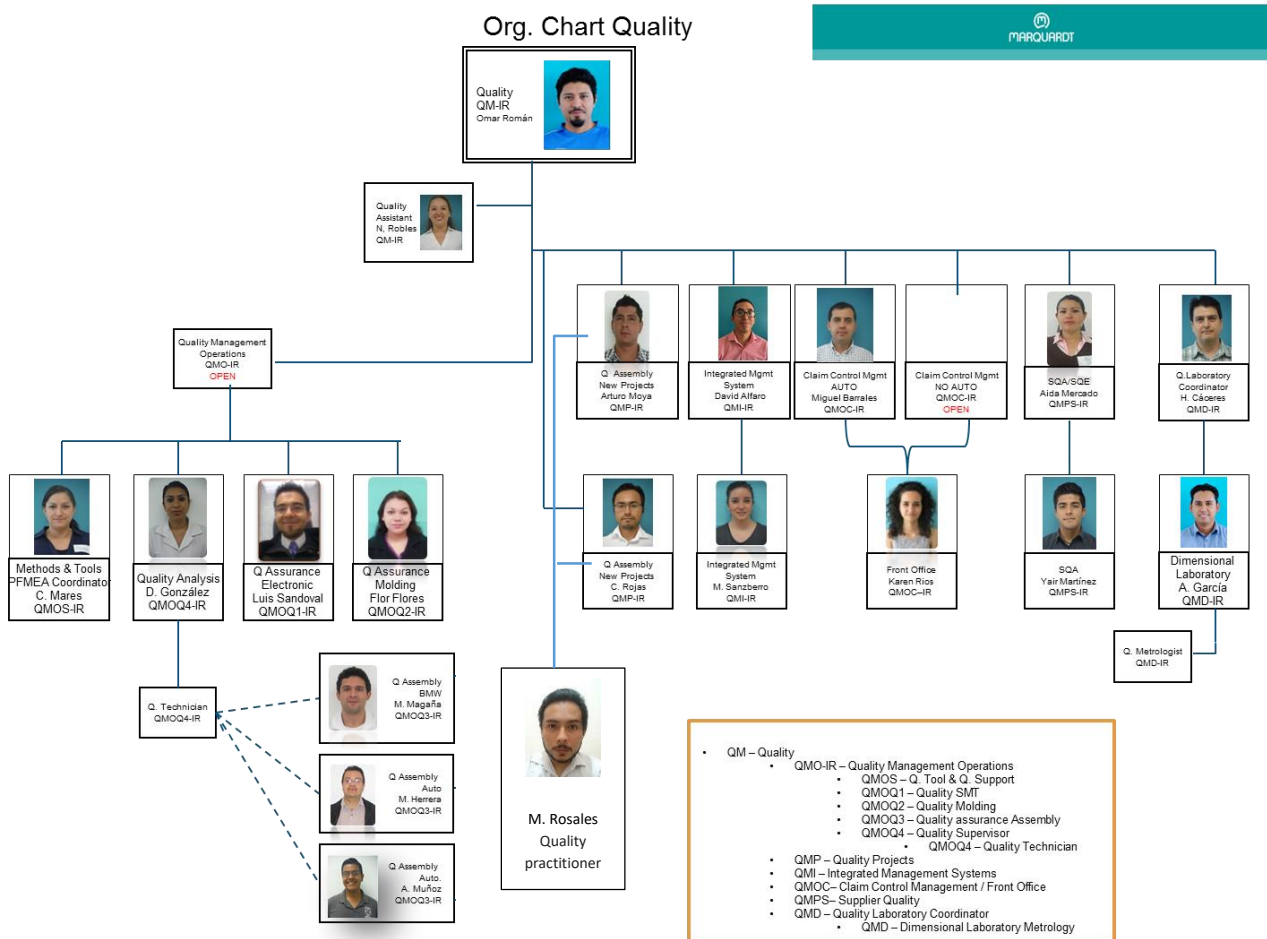 Org. Chart Quality
MARQUARDT
Quality
QM-IR
Omar Román
Quality
Assistant
N, Robles
QM-IR
Quality Management
Operations
QMO-IR
OPEN
Q Assembly
New Projects
Arturo Moya
QMP-IR
Integrated Mgmt
System
David Alfaro
QMI-IR
Claim Control Mgmt
AUTO
Miguel Barrales
QMOC-IR
Claim Control Mgmt
NO AUTO
QMOC-IR
OPEN
SQA/SQE
Aida Mercado
QMPS-IR
Q.Laboratory
Coordinator
H. Cáceres
QMD-IR
Methods & Tools
PFMEA Coordinator
C. Mares
QMOS-IR
Quality Analysis
D. González
QMOQ4-IR
Q Assurance
Electronic
Luis Sandoval
QMOQ1-IR
Q Assurance
Molding
Flor Flores
QMOQ2-IR
Q Assembly
New Projects
C. Rojas
QMP-IR
Integrated Mgmt
System
M. Sanzberro
QMI-IR
Front Office
Karen Rios
QMOC–IR
SQA
Yair Martínez
QMPS-IR
Dimensional
Laboratory
A. García
QMD-IR
Q. Metrologist
QMD-IR
Q. Technician
QMOQ4-IR
Q Assembly
BMW
M. Magaña
QMOQ3-IR
Q Assembly
Auto
M. Herrera
QMOQ3-IR
Q Assembly
Auto.
A. Muñoz
QMOQ3-IR
M. Rosales
Quality
practitioner
• QM – Quality
• QMO-IR – Quality Management Operations
• QMOS – Q. Tool & Q. Support
• QMOQ1 – Quality SMT
• QMOQ2 – Quality Molding
• QMOQ3 – Quality assurance Assembly
• QMOQ4 – Quality Supervisor
• QMOQ4 – Quality Technician
• QMP – Quality Projects
• QMI – Integrated Management Systems
• QMOC– Claim Control Management / Front Office
• QMPS– Supplier Quality
• QMD – Quality Laboratory Coordinator
• QMD – Dimensional Laboratory Metrology